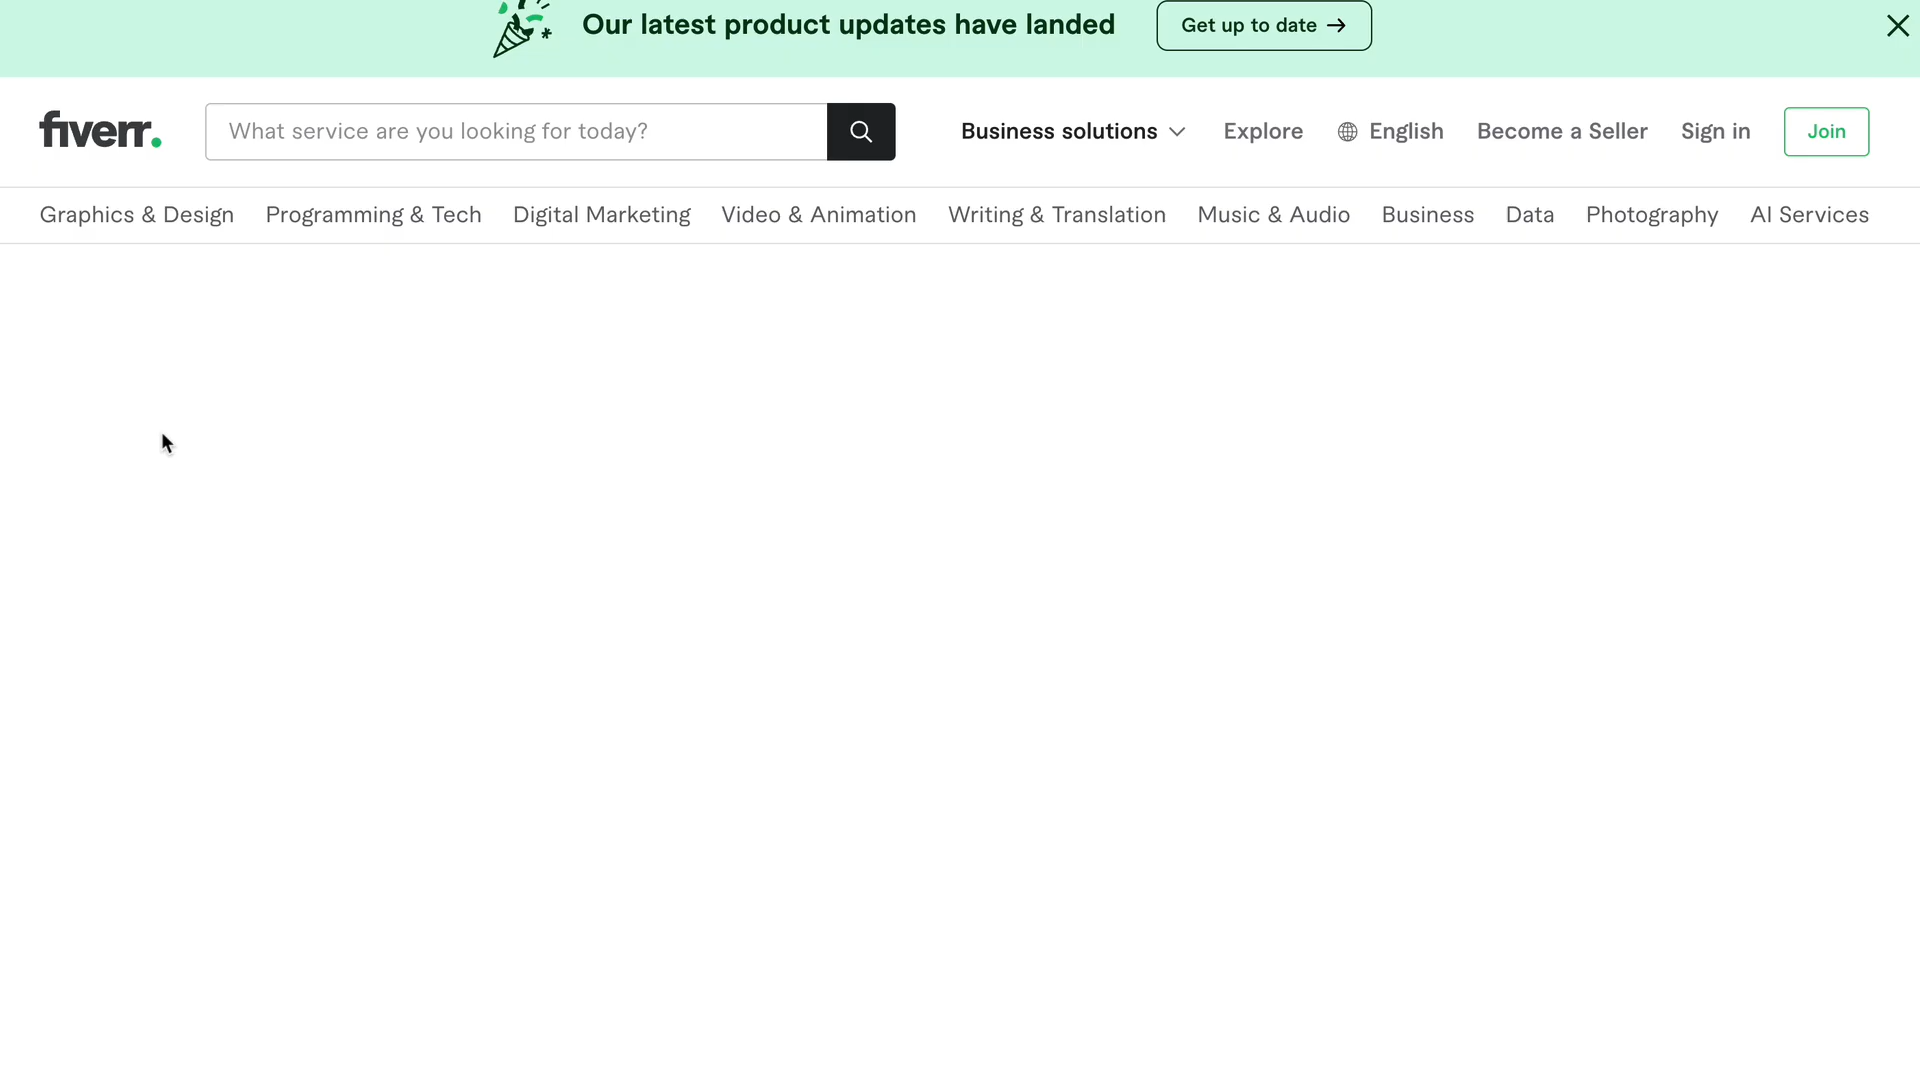 Our latest product updates have landed
Get up to date →
fiverr.
What service are you looking for today?
Business solutions
Explore
English
Become a Seller
Sign in
Join
Graphics & Design
Programming & Tech
Digital Marketing
Video & Animation
Writing & Translation
Music & Audio
Business
Data
Photography
AI Services